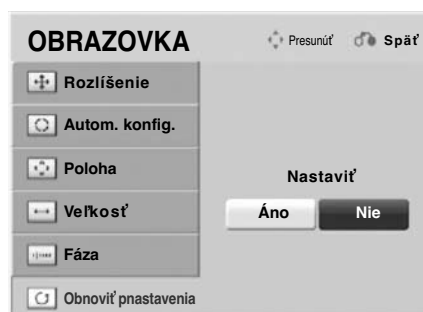 OBRAZOVKA
Presunúť Späť
Rozlíšenie
Autom. konfig.
Poloha
Veľkosť
Fáza
Obnoviť pnastavenia
Nastaviť
Áno Nie